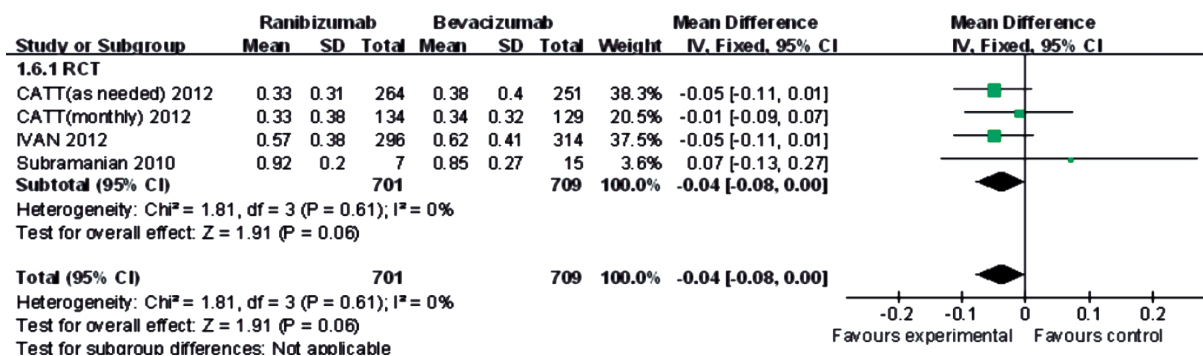 Ranibizumab Bevacizumab Mean Difference Mean Difference
Study or Subgroup Mean SD Total Mean SD Total Weight IV, Fixed, 95% CI IV, Fixed, 95% CI
1.6.1 RCT
CATT(as needed) 2012 0.33 0.31 264 0.38 0.4 251 38.3% -0.05 [-0.11, 0.01]
CATT(monthly) 2012 0.33 0.38 134 0.34 0.32 129 20.5% -0.01 [-0.09, 0.07]
IVAN 2012 0.57 0.38 296 0.62 0.41 314 37.5% -0.05 [-0.11, 0.01]
Subramanian 2010 0.92 0.2 7 0.85 0.27 15 3.6% 0.07 [-0.13, 0.27]
Subtotal (95% CI) 701 709 100.0% -0.04 [-0.08, 0.00]
Heterogeneity: Chi² = 1.81, df = 3 (P = 0.61); I² = 0%
Test for overall effect: Z = 1.91 (P = 0.06)
Total (95% CI) 701 709 100.0% -0.04 [-0.08, 0.00]
Heterogeneity: Chi² = 1.81, df = 3 (P = 0.61); I² = 0%
Test for overall effect: Z = 1.91 (P = 0.06)
Test for subgroup differences: Not applicable
-0.2 -0.1 0 0.1 0.2
Favours experimental Favours control